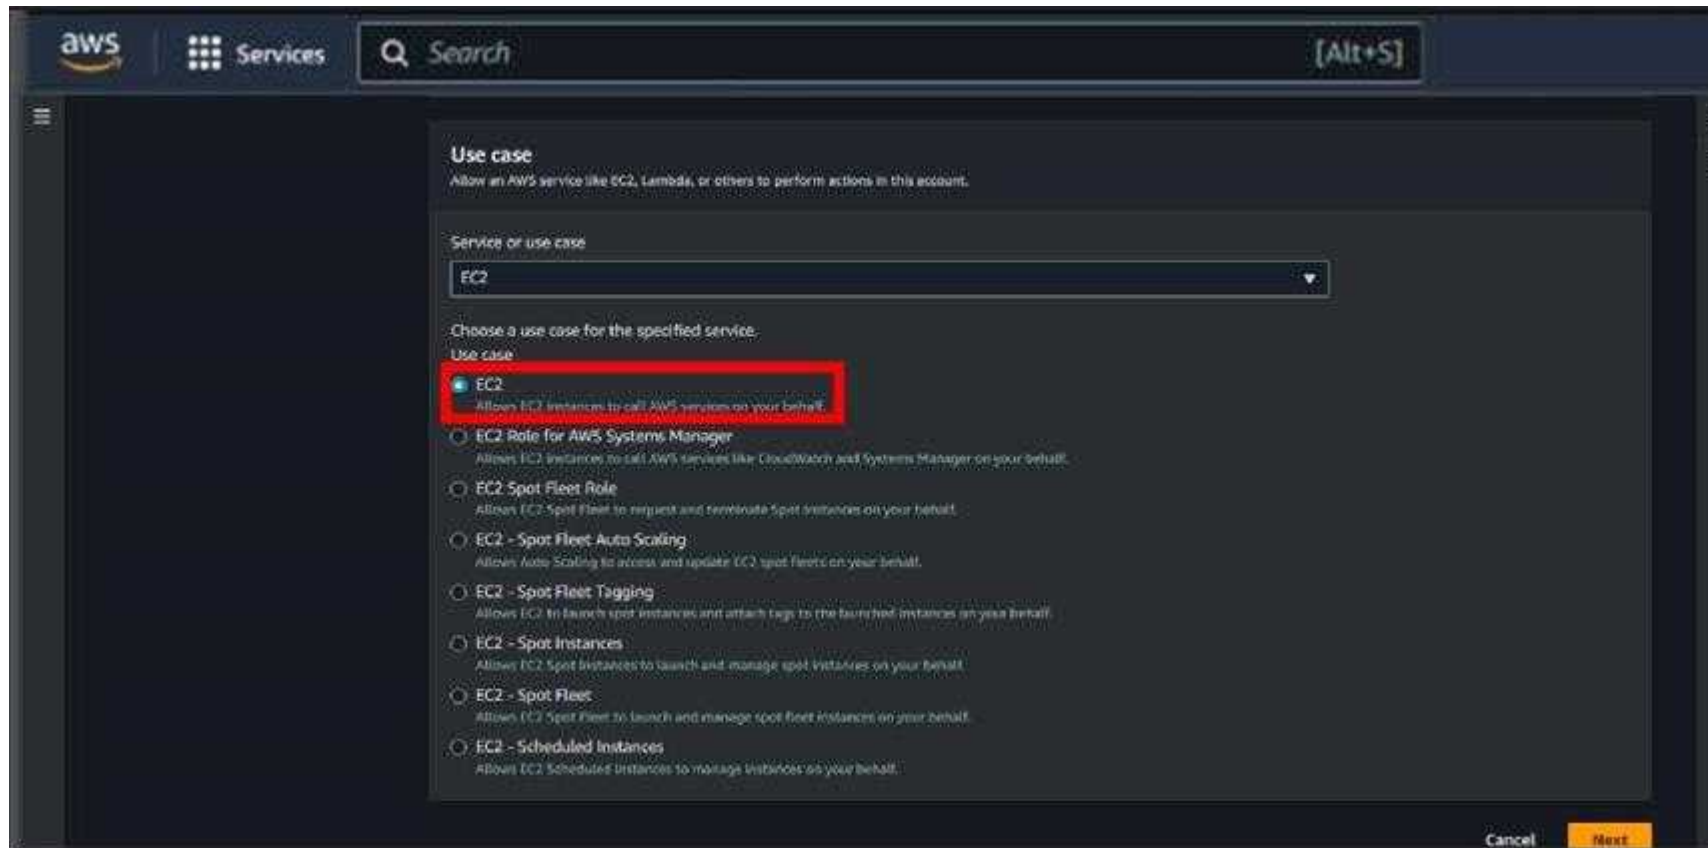 aws
Services
Search
[Alt+S]
Use case
Allow an AWS service like EC2, Lambda, or others to perform actions in this account.
Service or use case
EC2
Choose a use case for the specified service.
Use case
EC2
Allows EC2 instances to call AWS services on your behalf.
EC2 Role for AWS Systems Manager
Allows EC2 instances to call AWS services like CloudWatch and Systems Manager on your behalf.
EC2 Spot Fleet Role
Allows EC2 Spot Fleet to request and terminate Spot Instances on your behalf.
EC2 - Spot Fleet Auto Scaling
Allows Auto Scaling to access and update EC2 spot fleets on your behalf.
EC2 - Spot Fleet Tagging
Allows EC2 to launch spot instances and attach tags to the launched instances on your behalf.
EC2 - Spot Instances
Allows EC2 Spot Instances to launch and manage spot instances on your behalf.
EC2 - Spot Fleet
Allows EC2 Spot Fleet to launch and manage spot fleet instances on your behalf.
EC2 - Scheduled Instances
Allows EC2 Scheduled Instances to manage instances on your behalf.
Cancel
Next